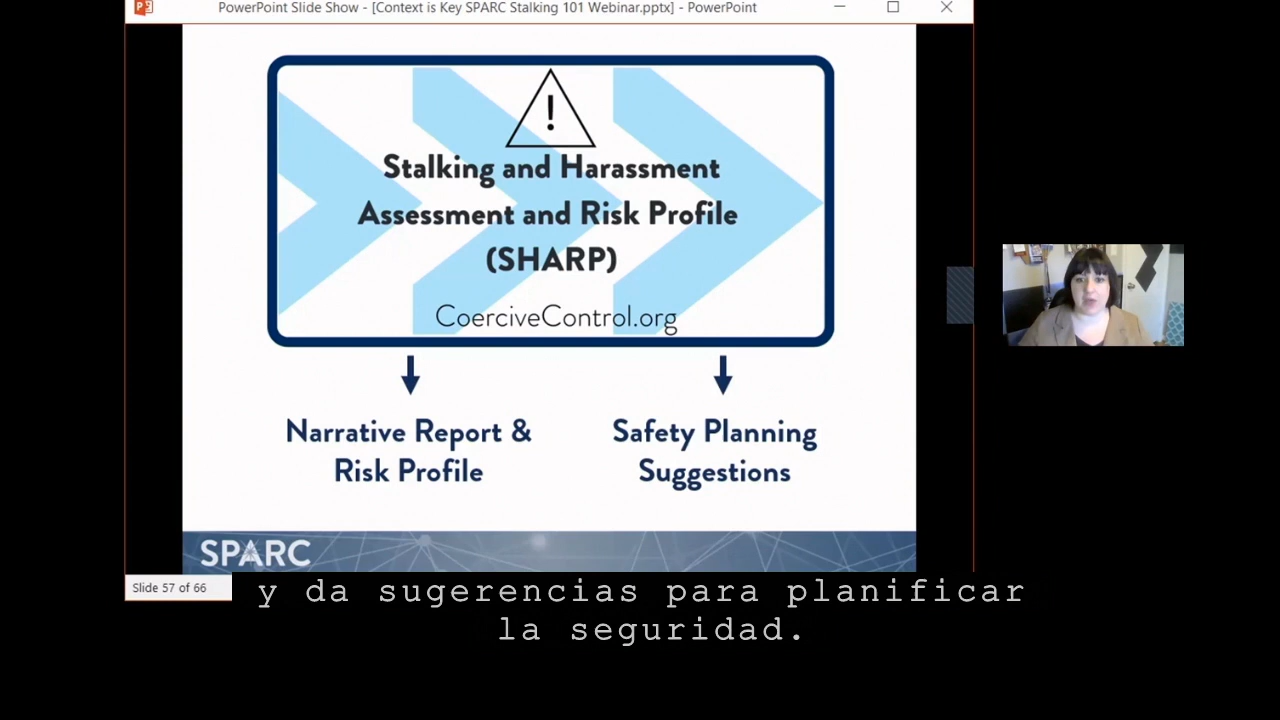 PowerPoint Slide Show - [Context is Key SPARC Stalking 101 Webinar.pptx] - PowerPoint
!
Stalking and Harassment
Assessment and Risk Profile
(SHARP)
CoerciveControl.org
Narrative Report &
Risk Profile
Safety Planning
Suggestions
SPARC
Slide 57 of 66
y da sugerencias para planificar
la seguridad.